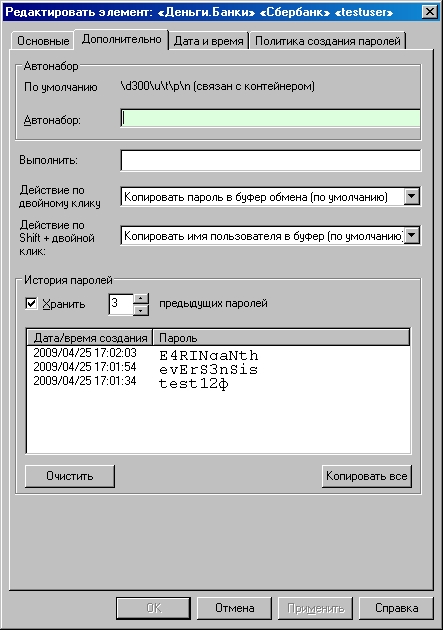 Редактировать элемент: «Деньги.Банки» «Сбербанк» «testuser»
Основные Дополнительно Дата и время Политика создания паролей
Автонабор
По умолчанию \d300\u\t\p\n (связан с контейнером)
Автонабор:
Выполнить:
Действие по двойному клику Копировать пароль в буфер обмена (по умолчанию)
Действие по Shift + двойной клик: Копировать имя пользователя в буфер (по умолчанию)
История паролей
Хранить 3 предыдущих паролей
Дата/время создания Пароль
2009/04/25 17:02:03 E4RINgaNth
2009/04/25 17:01:54 evErS3nSis
2009/04/25 17:01:34 test12ф
Очистить Копировать все
OK Отмена Применить Справка